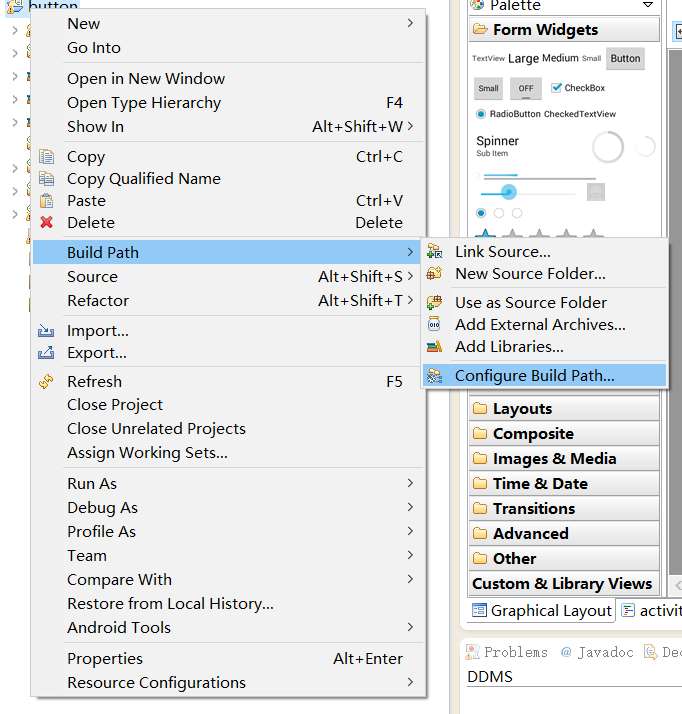 button
New
Go Into
Open in New Window
Open Type Hierarchy F4
Show In Alt+Shift+W
Copy Ctrl+C
Copy Qualified Name
Paste Ctrl+V
Delete Delete
Build Path
Source Alt+Shift+S
Refactor Alt+Shift+T
Import...
Export...
Refresh F5
Close Project
Close Unrelated Projects
Assign Working Sets...
Run As
Debug As
Profile As
Team
Compare With
Restore from Local History...
Android Tools
Properties Alt+Enter
Resource Configurations
Link Source...
New Source Folder...
Use as Source Folder
Add External Archives...
Add Libraries...
Configure Build Path...
Palette
Form Widgets
TextView Large Medium Small Button
Small OFF CheckBox
RadioButton CheckedTextView
Spinner
Sub Item
Layouts
Composite
Images & Media
Time & Date
Transitions
Advanced
Other
Custom & Library Views
Graphical Layout
Problems @ Javadoc
DDMS